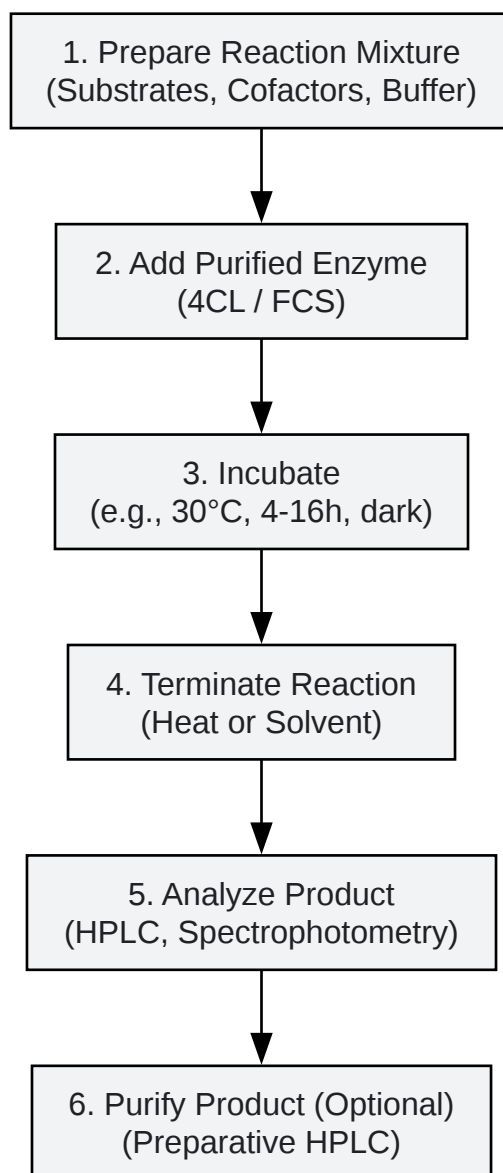 1. Prepare Reaction Mixture
(Substrates, Cofactors, Buffer)
2. Add Purified Enzyme
(4CL / FCS)
3. Incubate
(e.g., 30°C, 4-16h, dark)
4. Terminate Reaction
(Heat or Solvent)
5. Analyze Product
(HPLC, Spectrophotometry)
6. Purify Product (Optional)
(Preparative HPLC)